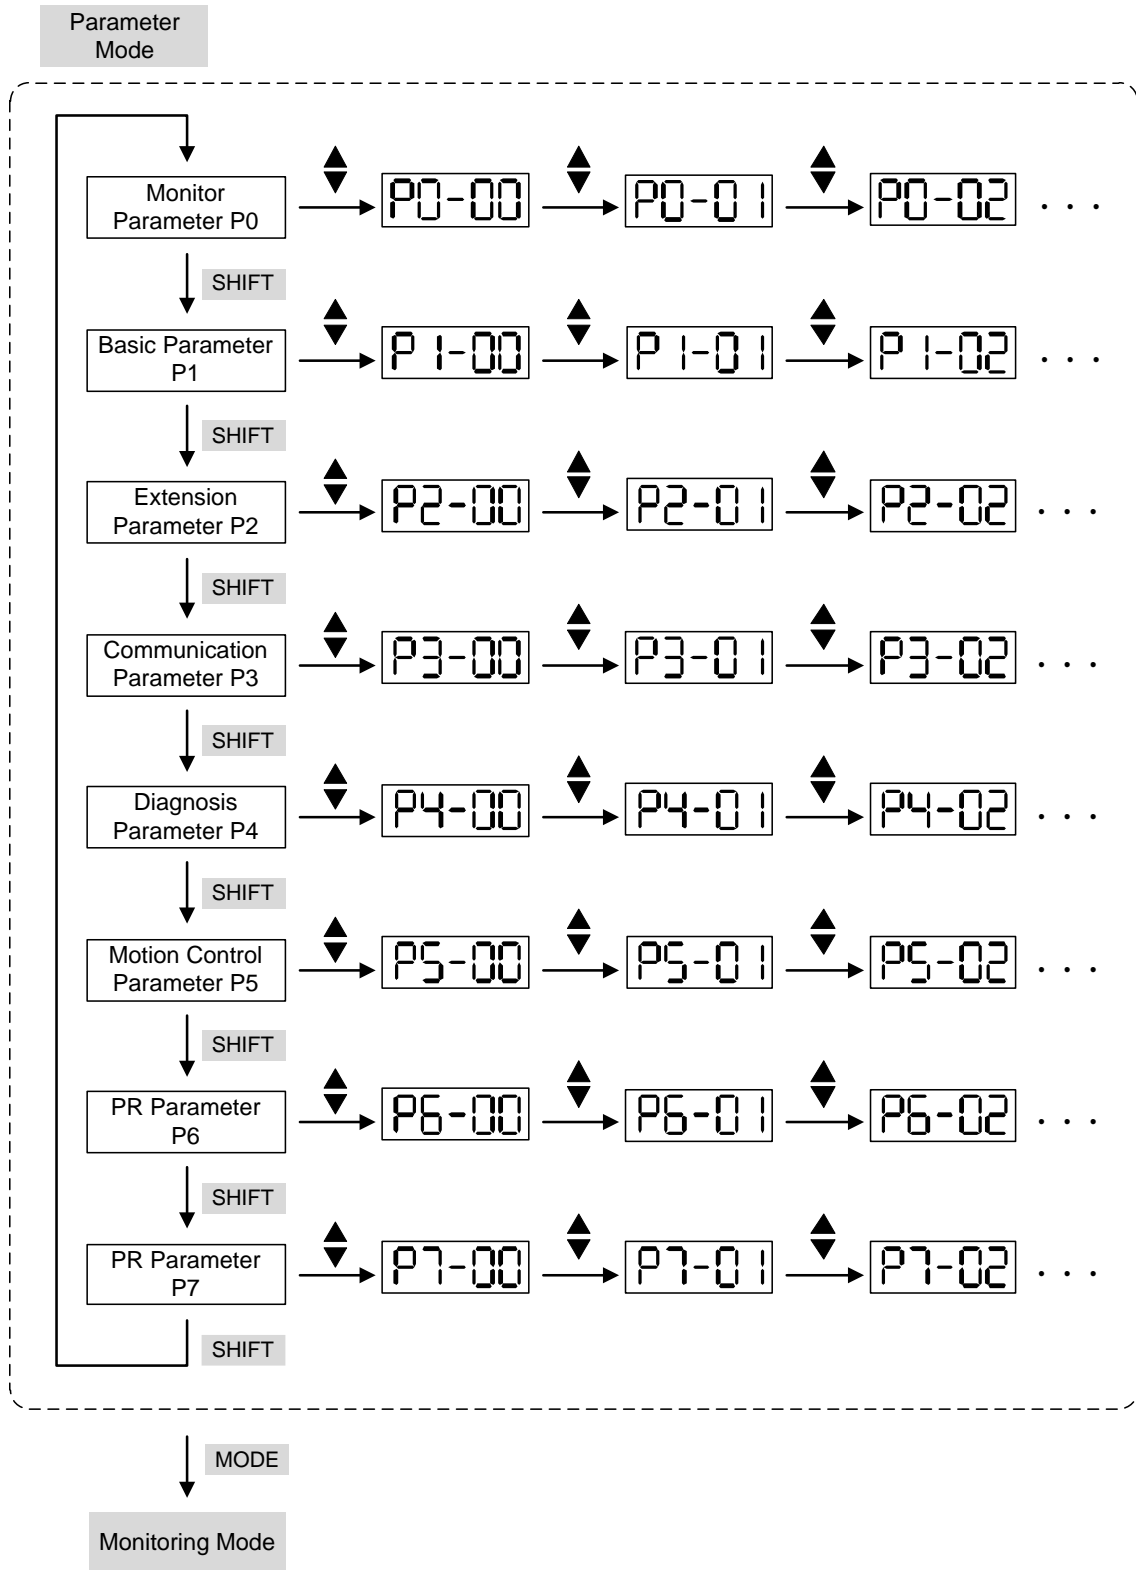 Parameter
Mode
Monitor
Parameter P0
P0-00
P0-01
P0-02
. . .
SHIFT
Basic Parameter
P1
P1-00
P1-01
P1-02
. . .
SHIFT
Extension
Parameter P2
P2-00
P2-01
P2-02
. . .
SHIFT
Communication
Parameter P3
P3-00
P3-01
P3-02
. . .
SHIFT
Diagnosis
Parameter P4
P4-00
P4-01
P4-02
. . .
SHIFT
Motion Control
Parameter P5
P5-00
P5-01
P5-02
. . .
SHIFT
PR Parameter
P6
P6-00
P6-01
P6-02
. . .
SHIFT
PR Parameter
P7
P7-00
P7-01
P7-02
. . .
SHIFT
MODE
Monitoring Mode